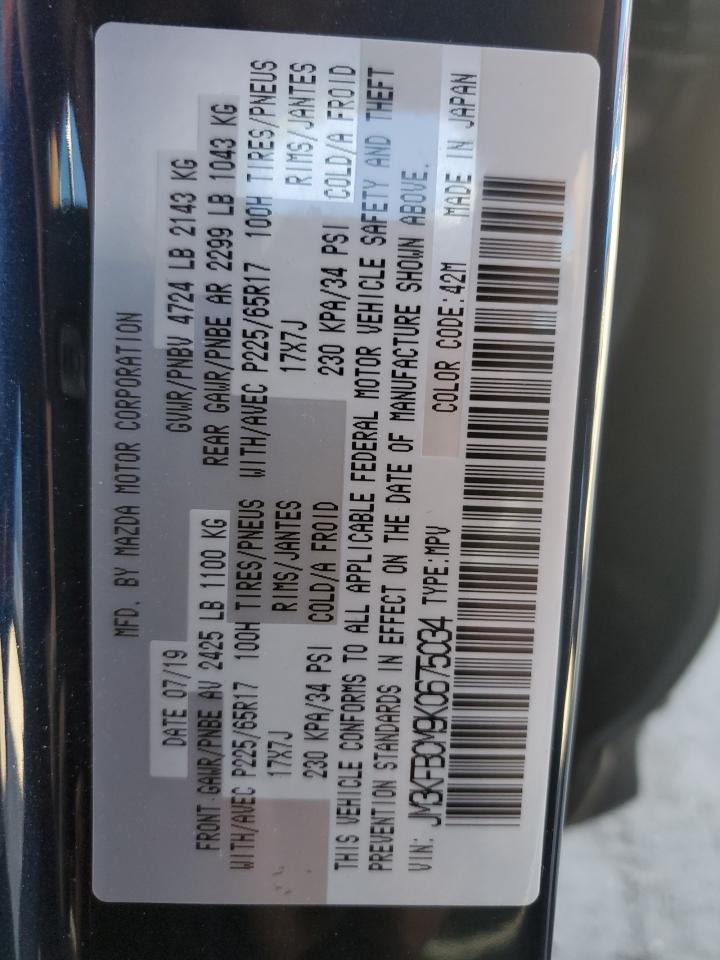 MFD. BY MAZDA MOTOR CORPORATION
DATE 07/19 GVWR/PNBV 4724 LB 2143 KG
FRONT GAWR/PNBE AV 2425 LB 1100 KG REAR GAWR/PNBE AR 2299 LB 1043 KG
WITH/AVEC P225/65R17 100H TIRES/PNEUS WITH/AVEC P225/65R17 100H TIRES/PNEUS
17X7J RIMS/JANTES 17X7J RIMS/JANTES
230 KPA/34 PSI COLD/A FROID 230 KPA/34 PSI COLD/A FROID
THIS VEHICLE CONFORMS TO ALL APPLICABLE FEDERAL MOTOR VEHICLE SAFETY AND THEFT
PREVENTION STANDARDS IN EFFECT ON THE DATE OF MANUFACTURE SHOWN ABOVE.
VIN: JM3KFBCM9K0675034 TYPE:MPV COLOR CODE:42M MADE IN JAPAN